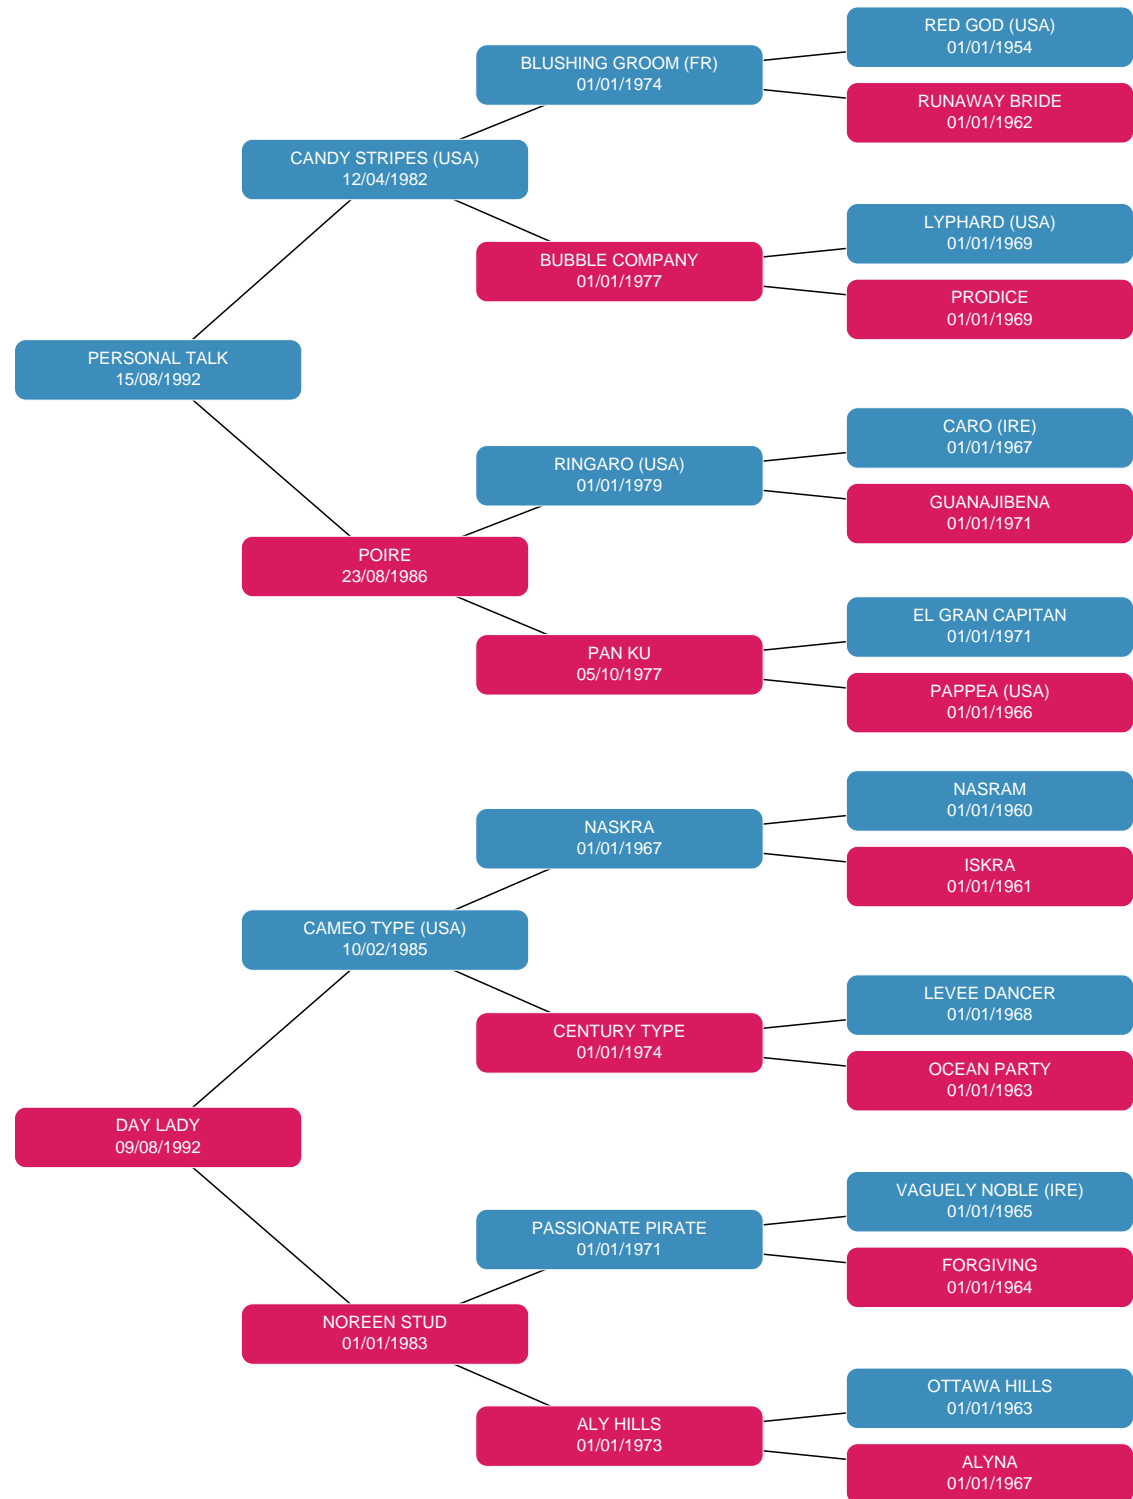 RED GOD (USA)
01/01/1954
BLUSHING GROOM (FR)
01/01/1974
RUNAWAY BRIDE
01/01/1962
CANDY STRIPES (USA)
12/04/1982
LYPHARD (USA)
01/01/1969
BUBBLE COMPANY
01/01/1977
PRODICE
01/01/1969
PERSONAL TALK
15/08/1992
CARO (IRE)
01/01/1967
RINGARO (USA)
01/01/1979
GUANAJIBENA
01/01/1971
POIRE
23/08/1986
EL GRAN CAPITAN
01/01/1971
PAN KU
05/10/1977
PAPPEA (USA)
01/01/1966
NASRAM
01/01/1960
NASKRA
01/01/1967
ISKRA
01/01/1961
CAMEO TYPE (USA)
10/02/1985
LEVEE DANCER
01/01/1968
CENTURY TYPE
01/01/1974
OCEAN PARTY
01/01/1963
DAY LADY
09/08/1992
VAGUELY NOBLE (IRE)
01/01/1965
PASSIONATE PIRATE
01/01/1971
FORGIVING
01/01/1964
NOREEN STUD
01/01/1983
OTTAWA HILLS
01/01/1963
ALY HILLS
01/01/1973
ALYNA
01/01/1967